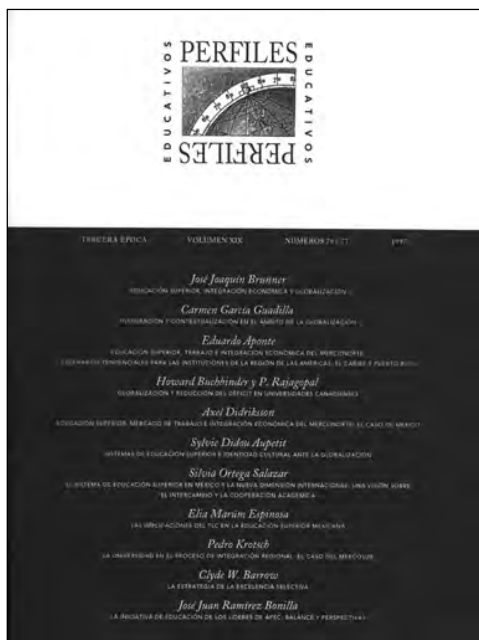 PERFILES
EDUCATIVOS
EDUCATIVOS
PERFILES
TERCERA ÉPOCA VOLUMEN XIX NÚMEROS 76/77 1997
José Joaquín Brunner
EDUCACIÓN SUPERIOR, INTEGRACIÓN ECONÓMICA Y GLOBALIZACIÓN
Carmen García Guadilla
INTEGRACIÓN Y CONTEXTUALIZACIÓN EN EL ÁMBITO DE LA GLOBALIZACIÓN
Eduardo Aponte
EDUCACIÓN SUPERIOR, TRABAJO E INTEGRACIÓN ECONÓMICA DEL MERCONORTE:
ESCENARIOS TENDENCIALES PARA LAS INSTITUCIONES DE LA REGIÓN DE LAS AMÉRICAS, EL CARIBE Y PUERTO RICO
Howard Buchbinder y P. Rajagopal
GLOBALIZACIÓN Y REDUCCIÓN DEL DÉFICIT EN UNIVERSIDADES CANADIENSES
Axel Didriksson
EDUCACIÓN SUPERIOR, MERCADO DE TRABAJO E INTEGRACIÓN ECONÓMICA DEL MERCONORTE: EL CASO DE MÉXICO
Sylvie Didou Aupetit
SISTEMAS DE EDUCACIÓN SUPERIOR E IDENTIDAD CULTURAL ANTE LA GLOBALIZACIÓN
Silvia Ortega Salazar
EL SISTEMA DE EDUCACIÓN SUPERIOR EN MÉXICO Y LA NUEVA DIMENSIÓN INTERNACIONAL: UNA VISIÓN SOBRE
EL INTERCAMBIO Y LA COOPERACIÓN ACADÉMICA
Elia Marúm Espinosa
LAS IMPLICACIONES DEL TLC EN LA EDUCACIÓN SUPERIOR MEXICANA
Pedro Krotsch
LA UNIVERSIDAD EN EL PROCESO DE INTEGRACIÓN REGIONAL: EL CASO DEL MERCOSUR
Clyde W. Barrow
LA ESTRATEGIA DE LA EXCELENCIA SELECTIVA
José Juan Ramírez Bonilla
LA INICIATIVA DE EDUCACIÓN DE LOS LÍDERES DE APEC, BALANCE Y PERSPECTIVAS